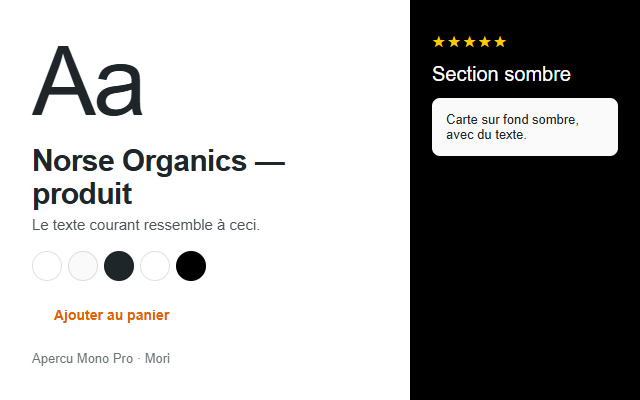 Aa
Norse Organics —
produit
Le texte courant ressemble à ceci.
Ajouter au panier
Apercu Mono Pro · Mori
★★★★★
Section sombre
Carte sur fond sombre,
avec du texte.